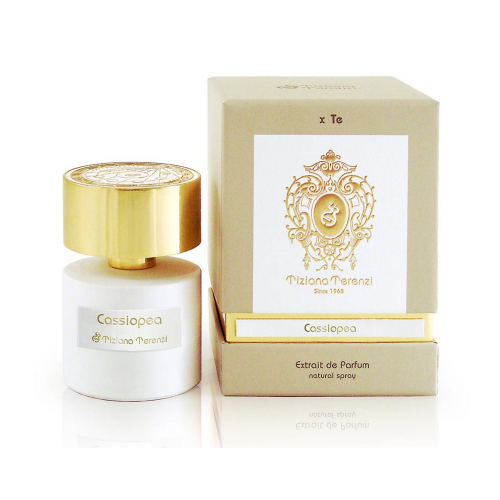 x Te
Tiziana Terenzi
Since 1968
Cassiopea
Extrait de Parfum
natural spray
Cassiopea
Tiziana Terenzi